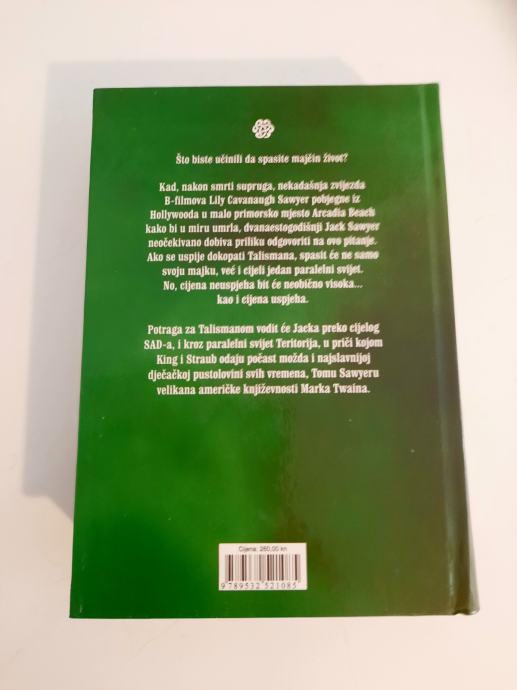 Što biste učinili da spasite majčin život?
Kad, nakon smrti supruga, nekadašnja zvijezda
B-filmova Lily Cavanaugh Sawyer pobjegne iz
Hollywooda u malo primorsko mjesto Arcadia Beach
kako bi u miru umrla, dvanaestogodišnji Jack Sawyer
neočekivano dobiva priliku odgovoriti na ovo pitanje.
Ako se uspije dokopati Talismana, spasit će ne samo
svoju majku, već i cijeli jedan paralelni svijet.
No, cijena neuspjeha bit će neobično visoka...
kao i cijena uspjeha.
Potraga za Talismanom vodit će Jacka preko cijelog
SAD-a, i kroz paralelni svijet Teritorija, u priči kojom
King i Straub odaju počast možda i najslavnijoj
dječačkoj pustolovini svih vremena, Tomu Sawyeru
velikana američke književnosti Marka Twaina.
Cijena: 260,00 kn
9 789532 521085